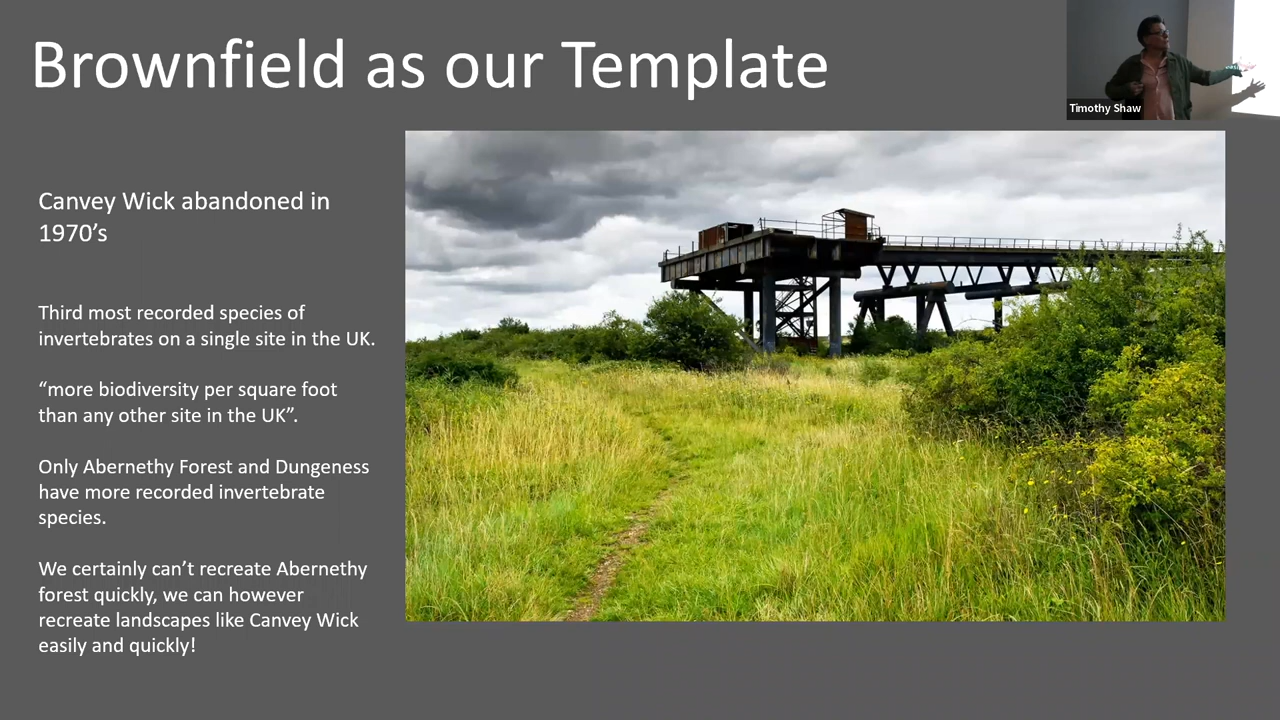 Brownfield as our Template
Timothy Shaw
Canvey Wick abandoned in
1970’s
Third most recorded species of
invertebrates on a single site in the UK.
“more biodiversity per square foot
than any other site in the UK”.
Only Abernethy Forest and Dungeness
have more recorded invertebrate
species.
We certainly can’t recreate Abernethy
forest quickly, we can however
recreate landscapes like Canvey Wick
easily and quickly!